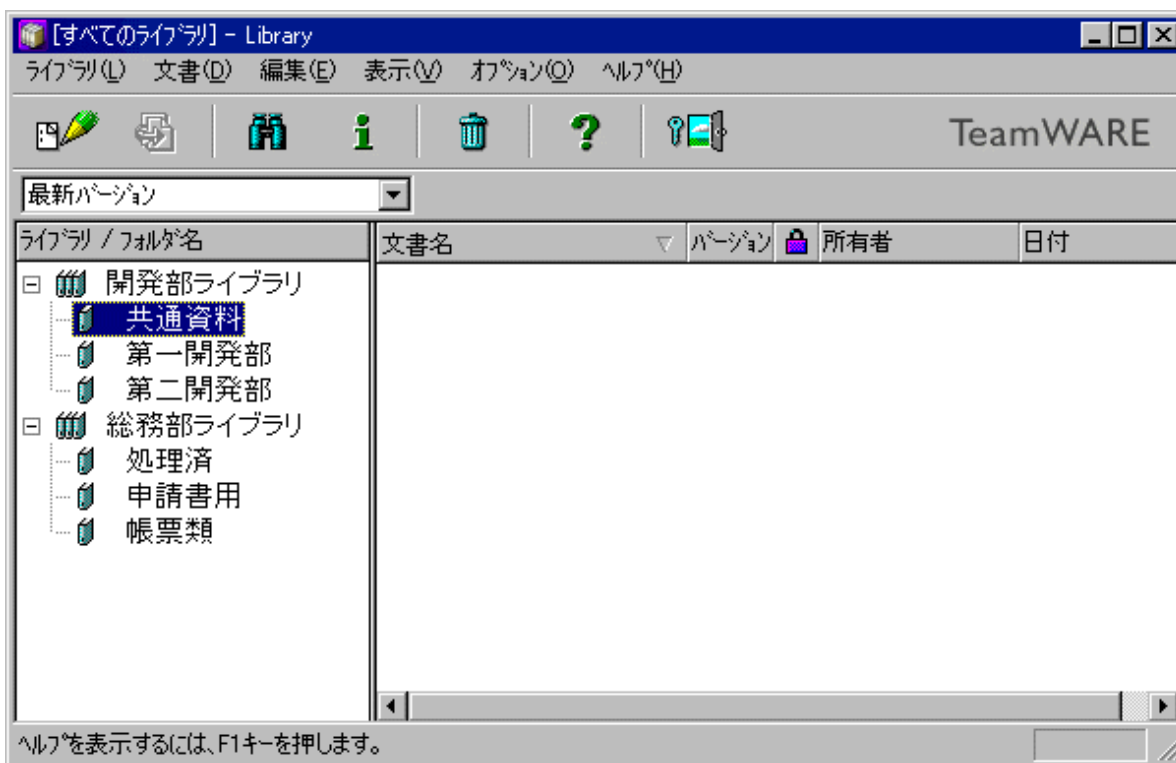 [すべてのﾗｲﾌﾞﾗﾘ] - Library
ﾗｲﾌﾞﾗﾘ(L) 文書(D) 編集(E) 表示(V) ｵﾌﾟｼｮﾝ(O) ﾍﾙﾌﾟ(H)
TeamWARE
最新ﾊﾞｰｼﾞｮﾝ
ﾗｲﾌﾞﾗﾘ / ﾌｫﾙﾀﾞ名 文書名 ﾊﾞｰｼﾞｮﾝ 所有者 日付
開発部ライブラリ
共通資料
第一開発部
第二開発部
総務部ライブラリ
処理済
申請書用
帳票類
ﾍﾙﾌﾟを表示するには、F1キーを押します。